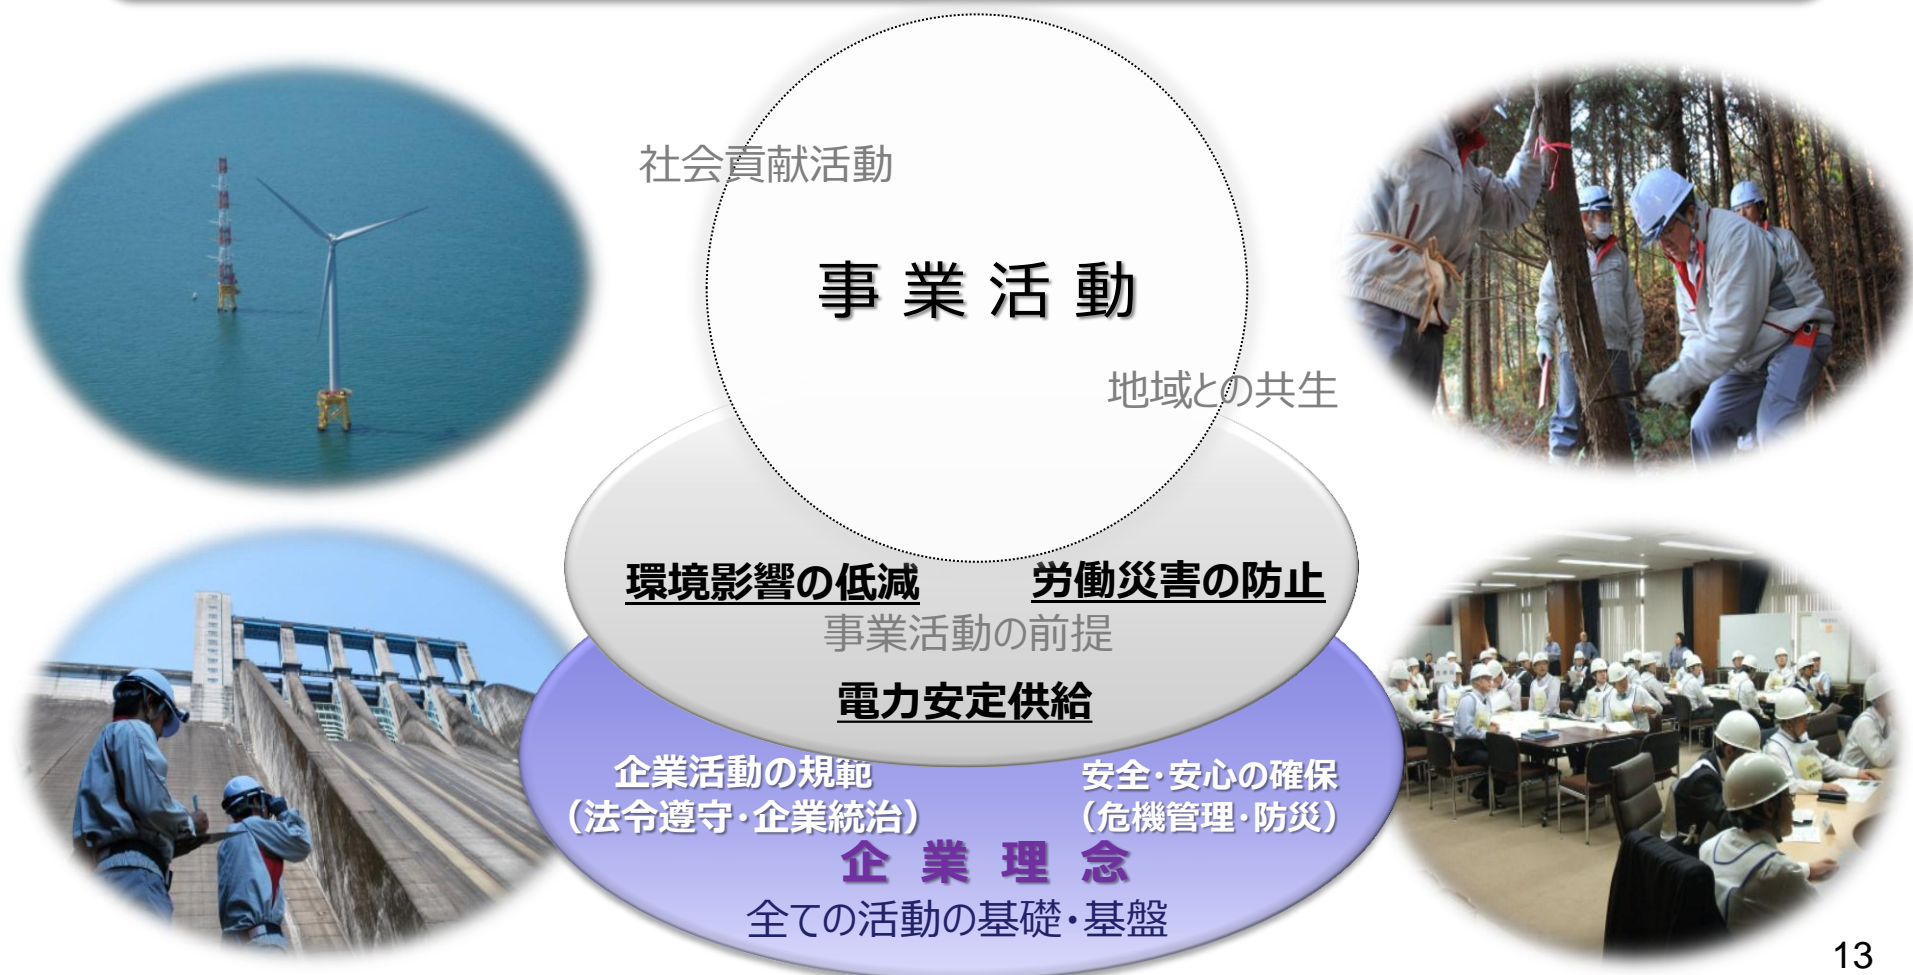 社会貢献活動
事業活動
地域との共生
環境影響の低減
労働災害の防止
事業活動の前提
電力安定供給
企業活動の規範
（法令遵守･企業統治）
安全･安心の確保
（危機管理･防災）
企業理念
全ての活動の基礎･基盤
13